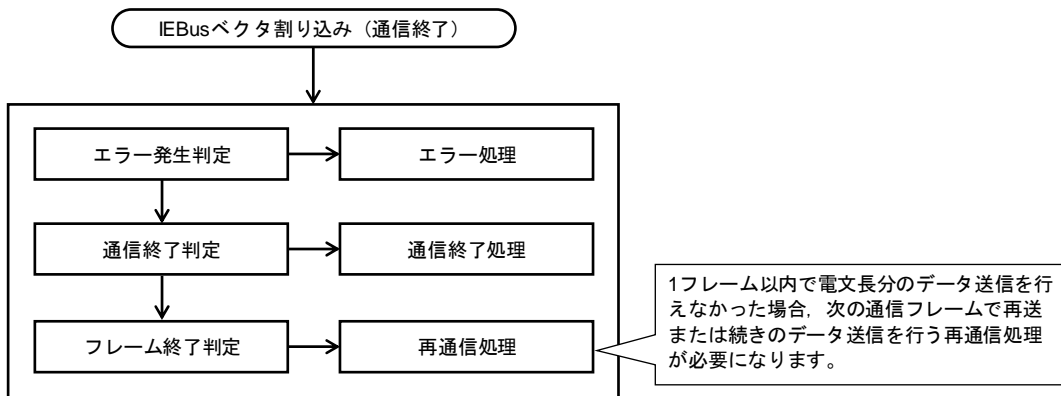 IEBusベクタ割り込み（通信終了）
エラー発生判定
エラー処理
通信終了判定
通信終了処理
フレーム終了判定
再通信処理
1フレーム以内で電文長分のデータ送信を行
えなかった場合，次の通信フレームで再送
または続きのデータ送信を行う再通信処理
が必要になります。